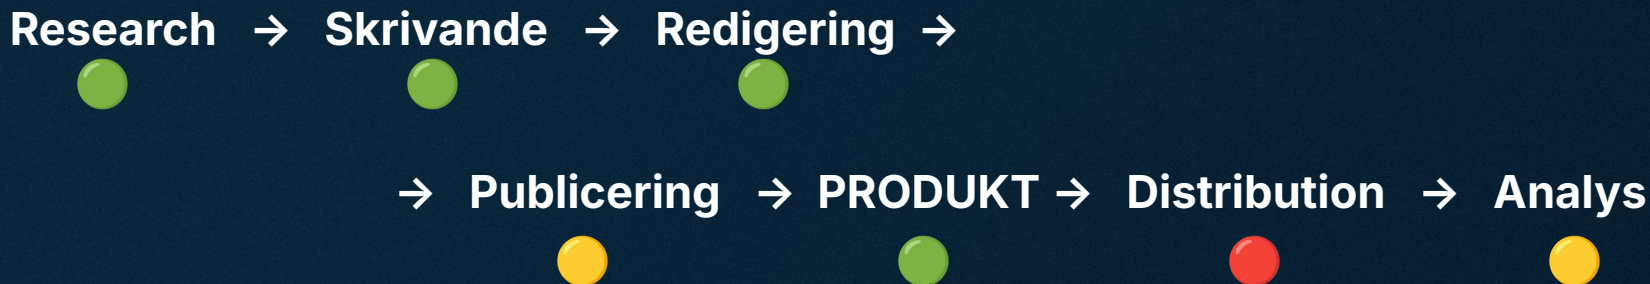 Research → Skrivande → Redigering →
→ Publicering → PRODUKT → Distribution → Analys